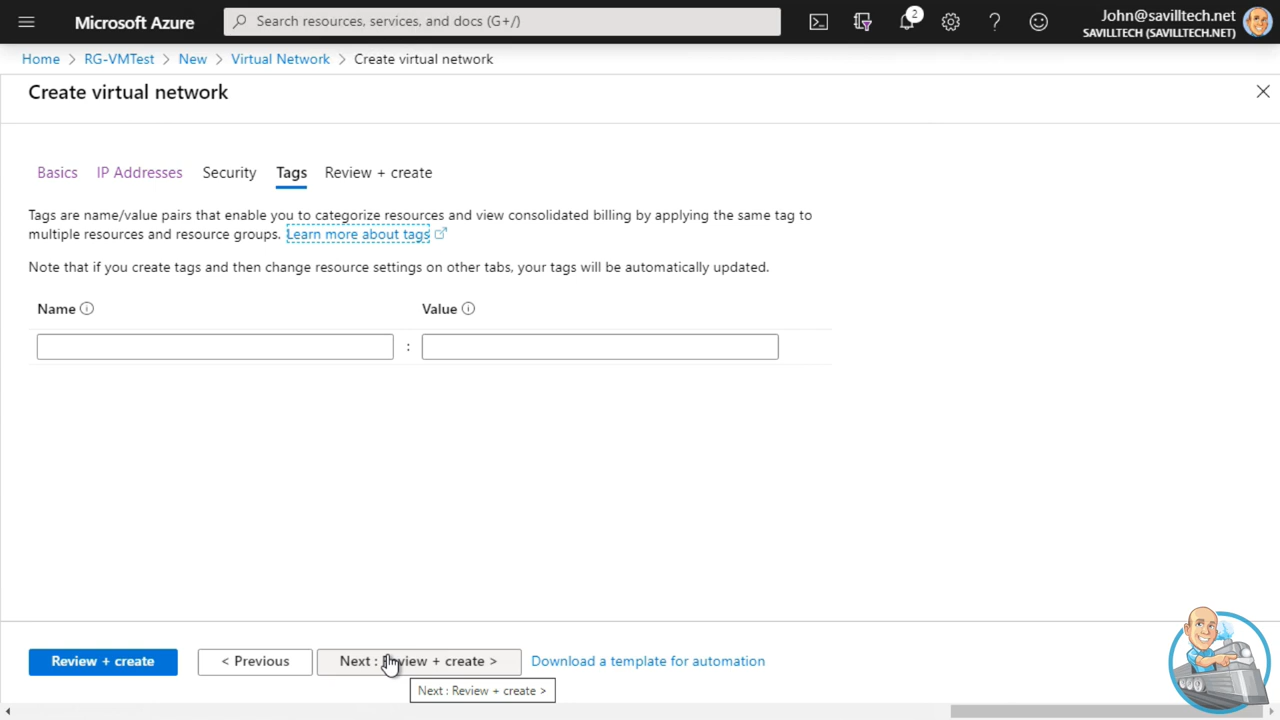 Microsoft Azure
Search resources, services, and docs (G+/)
2
John@savilltech.net
SAVILLTECH (SAVILLTECH.NET)
Home > RG-VMTest > New > Virtual Network > Create virtual network
Create virtual network
Basics IP Addresses Security Tags Review + create
Tags are name/value pairs that enable you to categorize resources and view consolidated billing by applying the same tag to
multiple resources and resource groups. Learn more about tags
Note that if you create tags and then change resource settings on other tabs, your tags will be automatically updated.
Name Value
:
Review + create < Previous Next : Review + create > Download a template for automation
Next : Review + create >